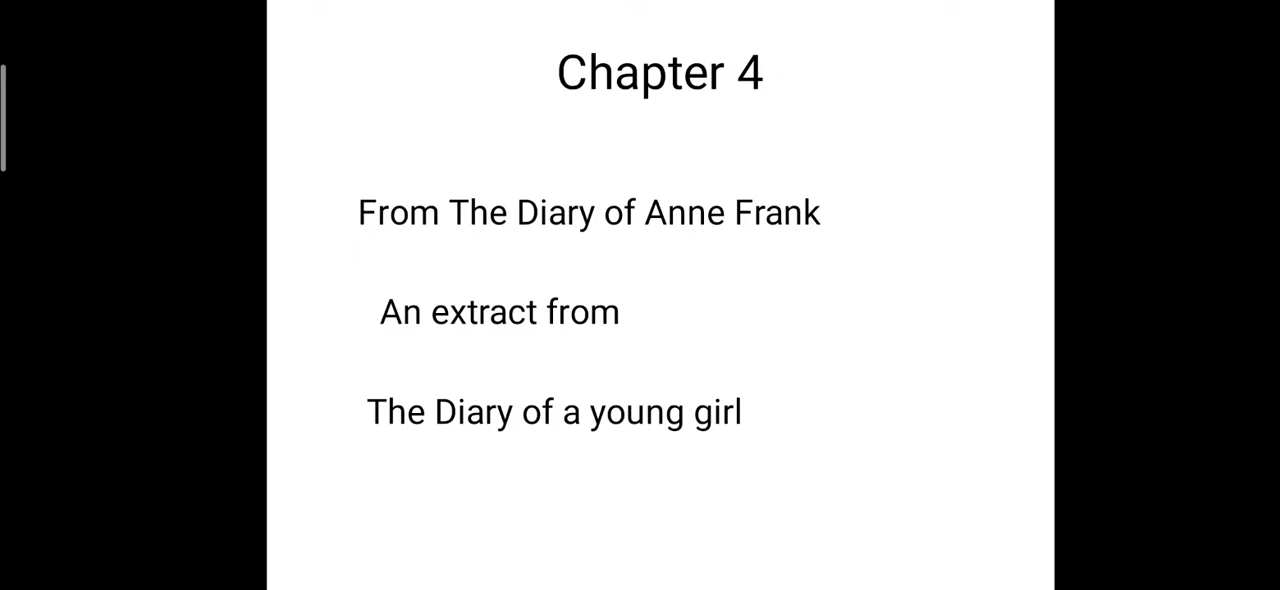 Chapter 4
From The Diary of Anne Frank
An extract from
The Diary of a young girl